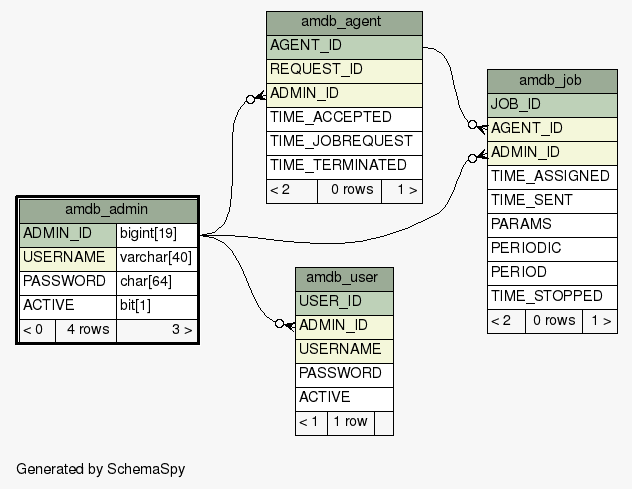 amdb_agent
AGENT_ID
REQUEST_ID
ADMIN_ID
TIME_ACCEPTED
TIME_JOBREQUEST
TIME_TERMINATED
< 2 0 rows 1 >
amdb_job
JOB_ID
AGENT_ID
ADMIN_ID
TIME_ASSIGNED
TIME_SENT
PARAMS
PERIODIC
PERIOD
TIME_STOPPED
< 2 0 rows 1 >
amdb_admin
ADMIN_ID bigint[19]
USERNAME varchar[40]
PASSWORD char[64]
ACTIVE bit[1]
< 0 4 rows 3 >
amdb_user
USER_ID
ADMIN_ID
USERNAME
PASSWORD
ACTIVE
< 1 1 row
Generated by SchemaSpy